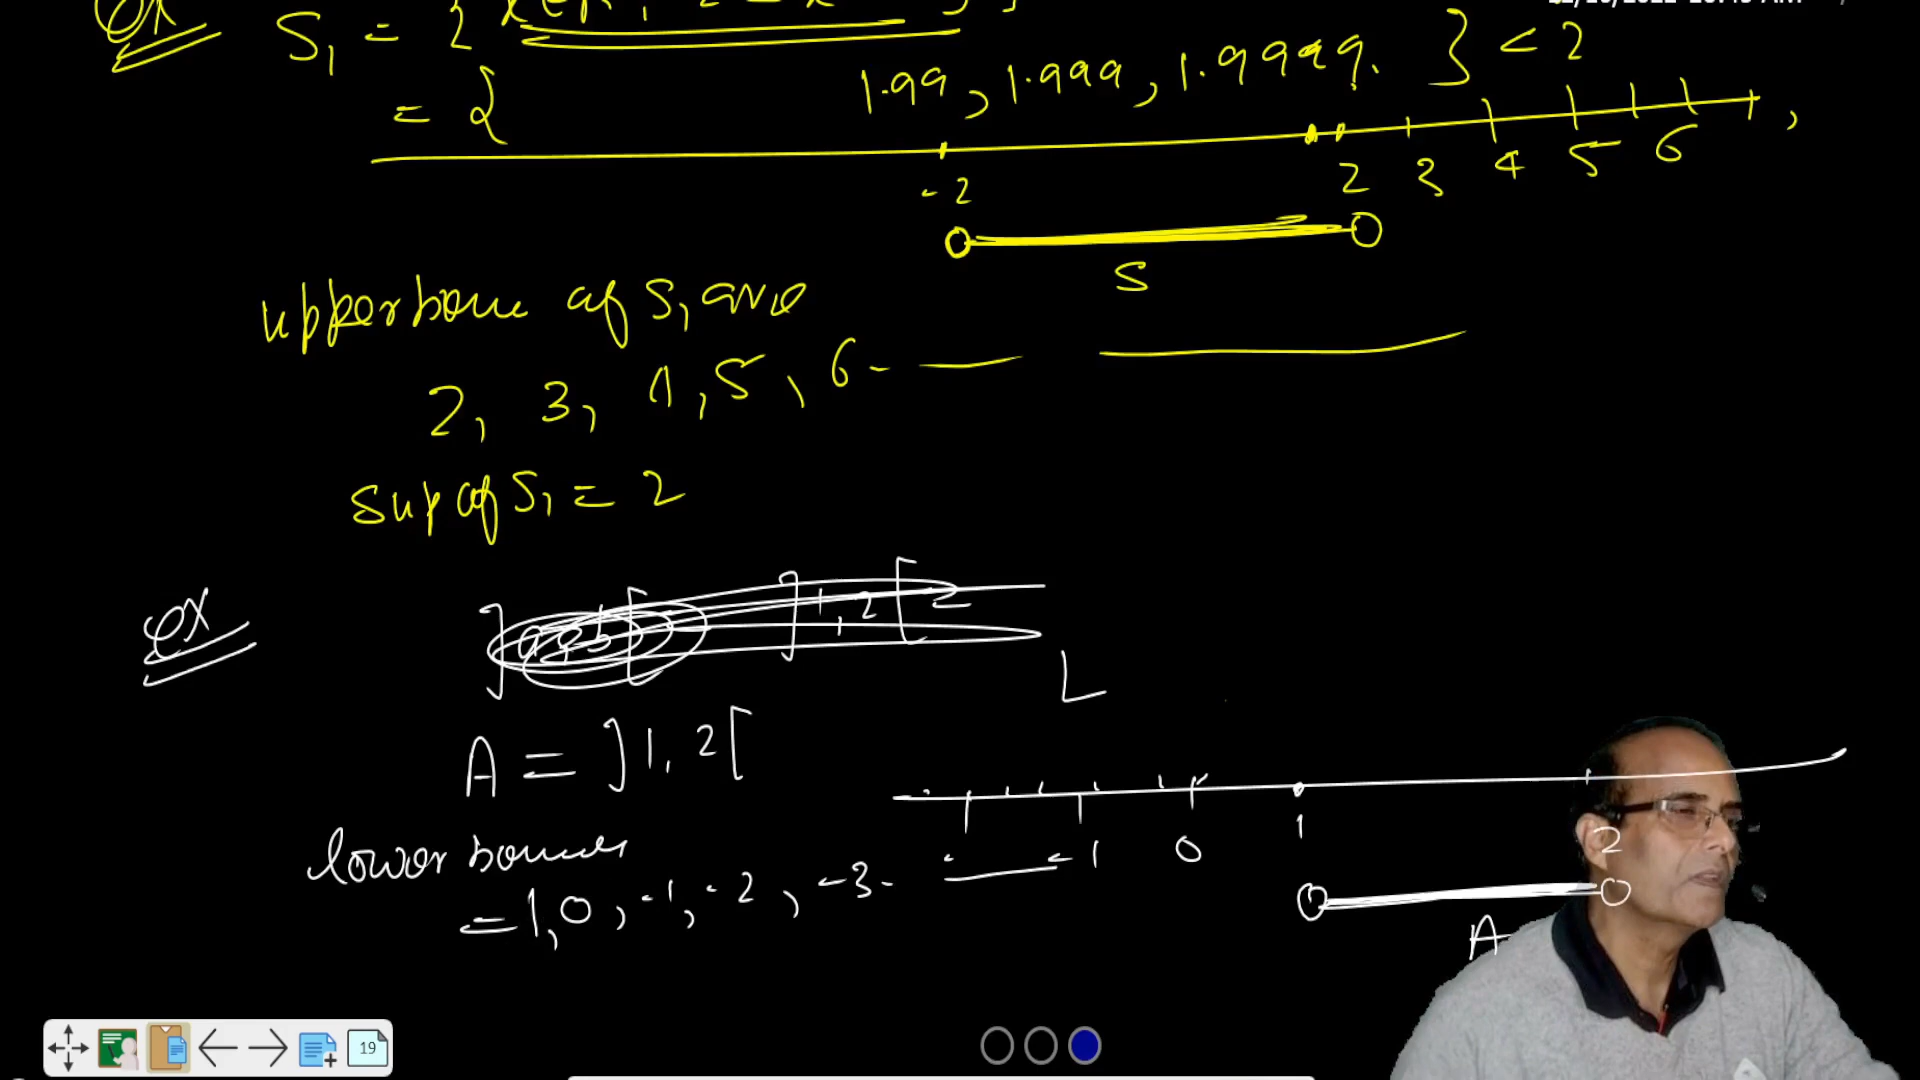 Ex S₁ = {
= { 1.99, 1.999, 1.9999. } < 2
-2 2 3 4 5 6 ,
S
upper boun of S₁ are
2, 3, 4, 5, 6 -
sup of S₁ = 2
Ex ]a, b[ ]1, 2[
L
A = ]1, 2[
-1 0 1 2
lower boun
= 1, 0, -1, -2, -3 -
A
19